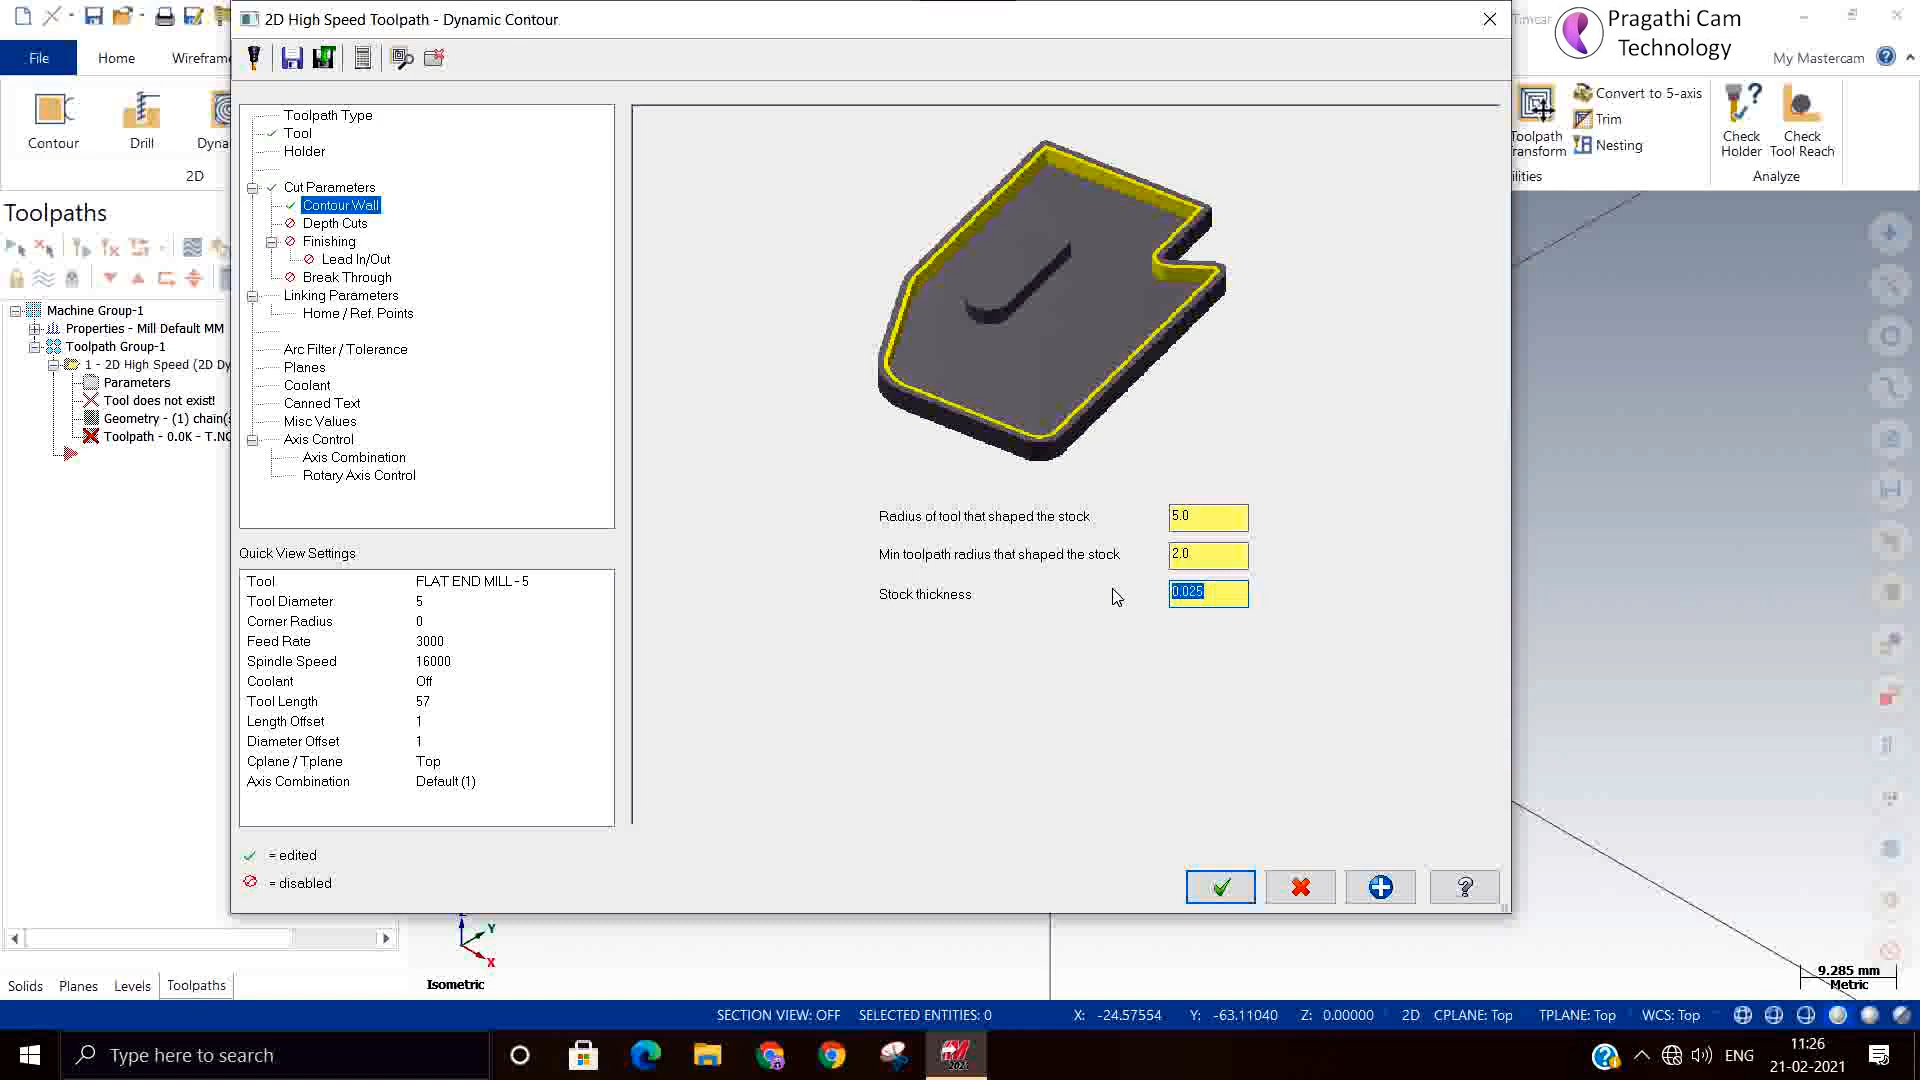 2D High Speed Toolpath - Dynamic Contour
Timcar
Pragathi Cam
Technology
File
Home
Wirefram
My Mastercam
Contour
Drill
Dyna
2D
Toolpath
ransform
Convert to 5-axis
Trim
Nesting
ilities
Check
Holder
Check
Tool Reach
Analyze
Toolpaths
Machine Group-1
Properties - Mill Default MM
Toolpath Group-1
1 - 2D High Speed (2D Dy
Parameters
Tool does not exist!
Geometry - (1) chain(s
Toolpath - 0.0K - T.NC
Toolpath Type
Tool
Holder
Cut Parameters
Contour Wall
Depth Cuts
Finishing
Lead In/Out
Break Through
Linking Parameters
Home / Ref. Points
Arc Filter / Tolerance
Planes
Coolant
Canned Text
Misc Values
Axis Control
Axis Combination
Rotary Axis Control
Quick View Settings
Tool FLAT END MILL - 5
Tool Diameter 5
Corner Radius 0
Feed Rate 3000
Spindle Speed 16000
Coolant Off
Tool Length 57
Length Offset 1
Diameter Offset 1
Cplane / Tplane Top
Axis Combination Default (1)
= edited
= disabled
Radius of tool that shaped the stock 5.0
Min toolpath radius that shaped the stock 2.0
Stock thickness 0.025
Solids Planes Levels Toolpaths
Y
X
Isometric
9.285 mm
Metric
SECTION VIEW: OFF SELECTED ENTITIES: 0 X: -24.57554 Y: -63.11040 Z: 0.00000 2D CPLANE: Top TPLANE: Top WCS: Top
Type here to search
2021
ENG
11:26
21-02-2021